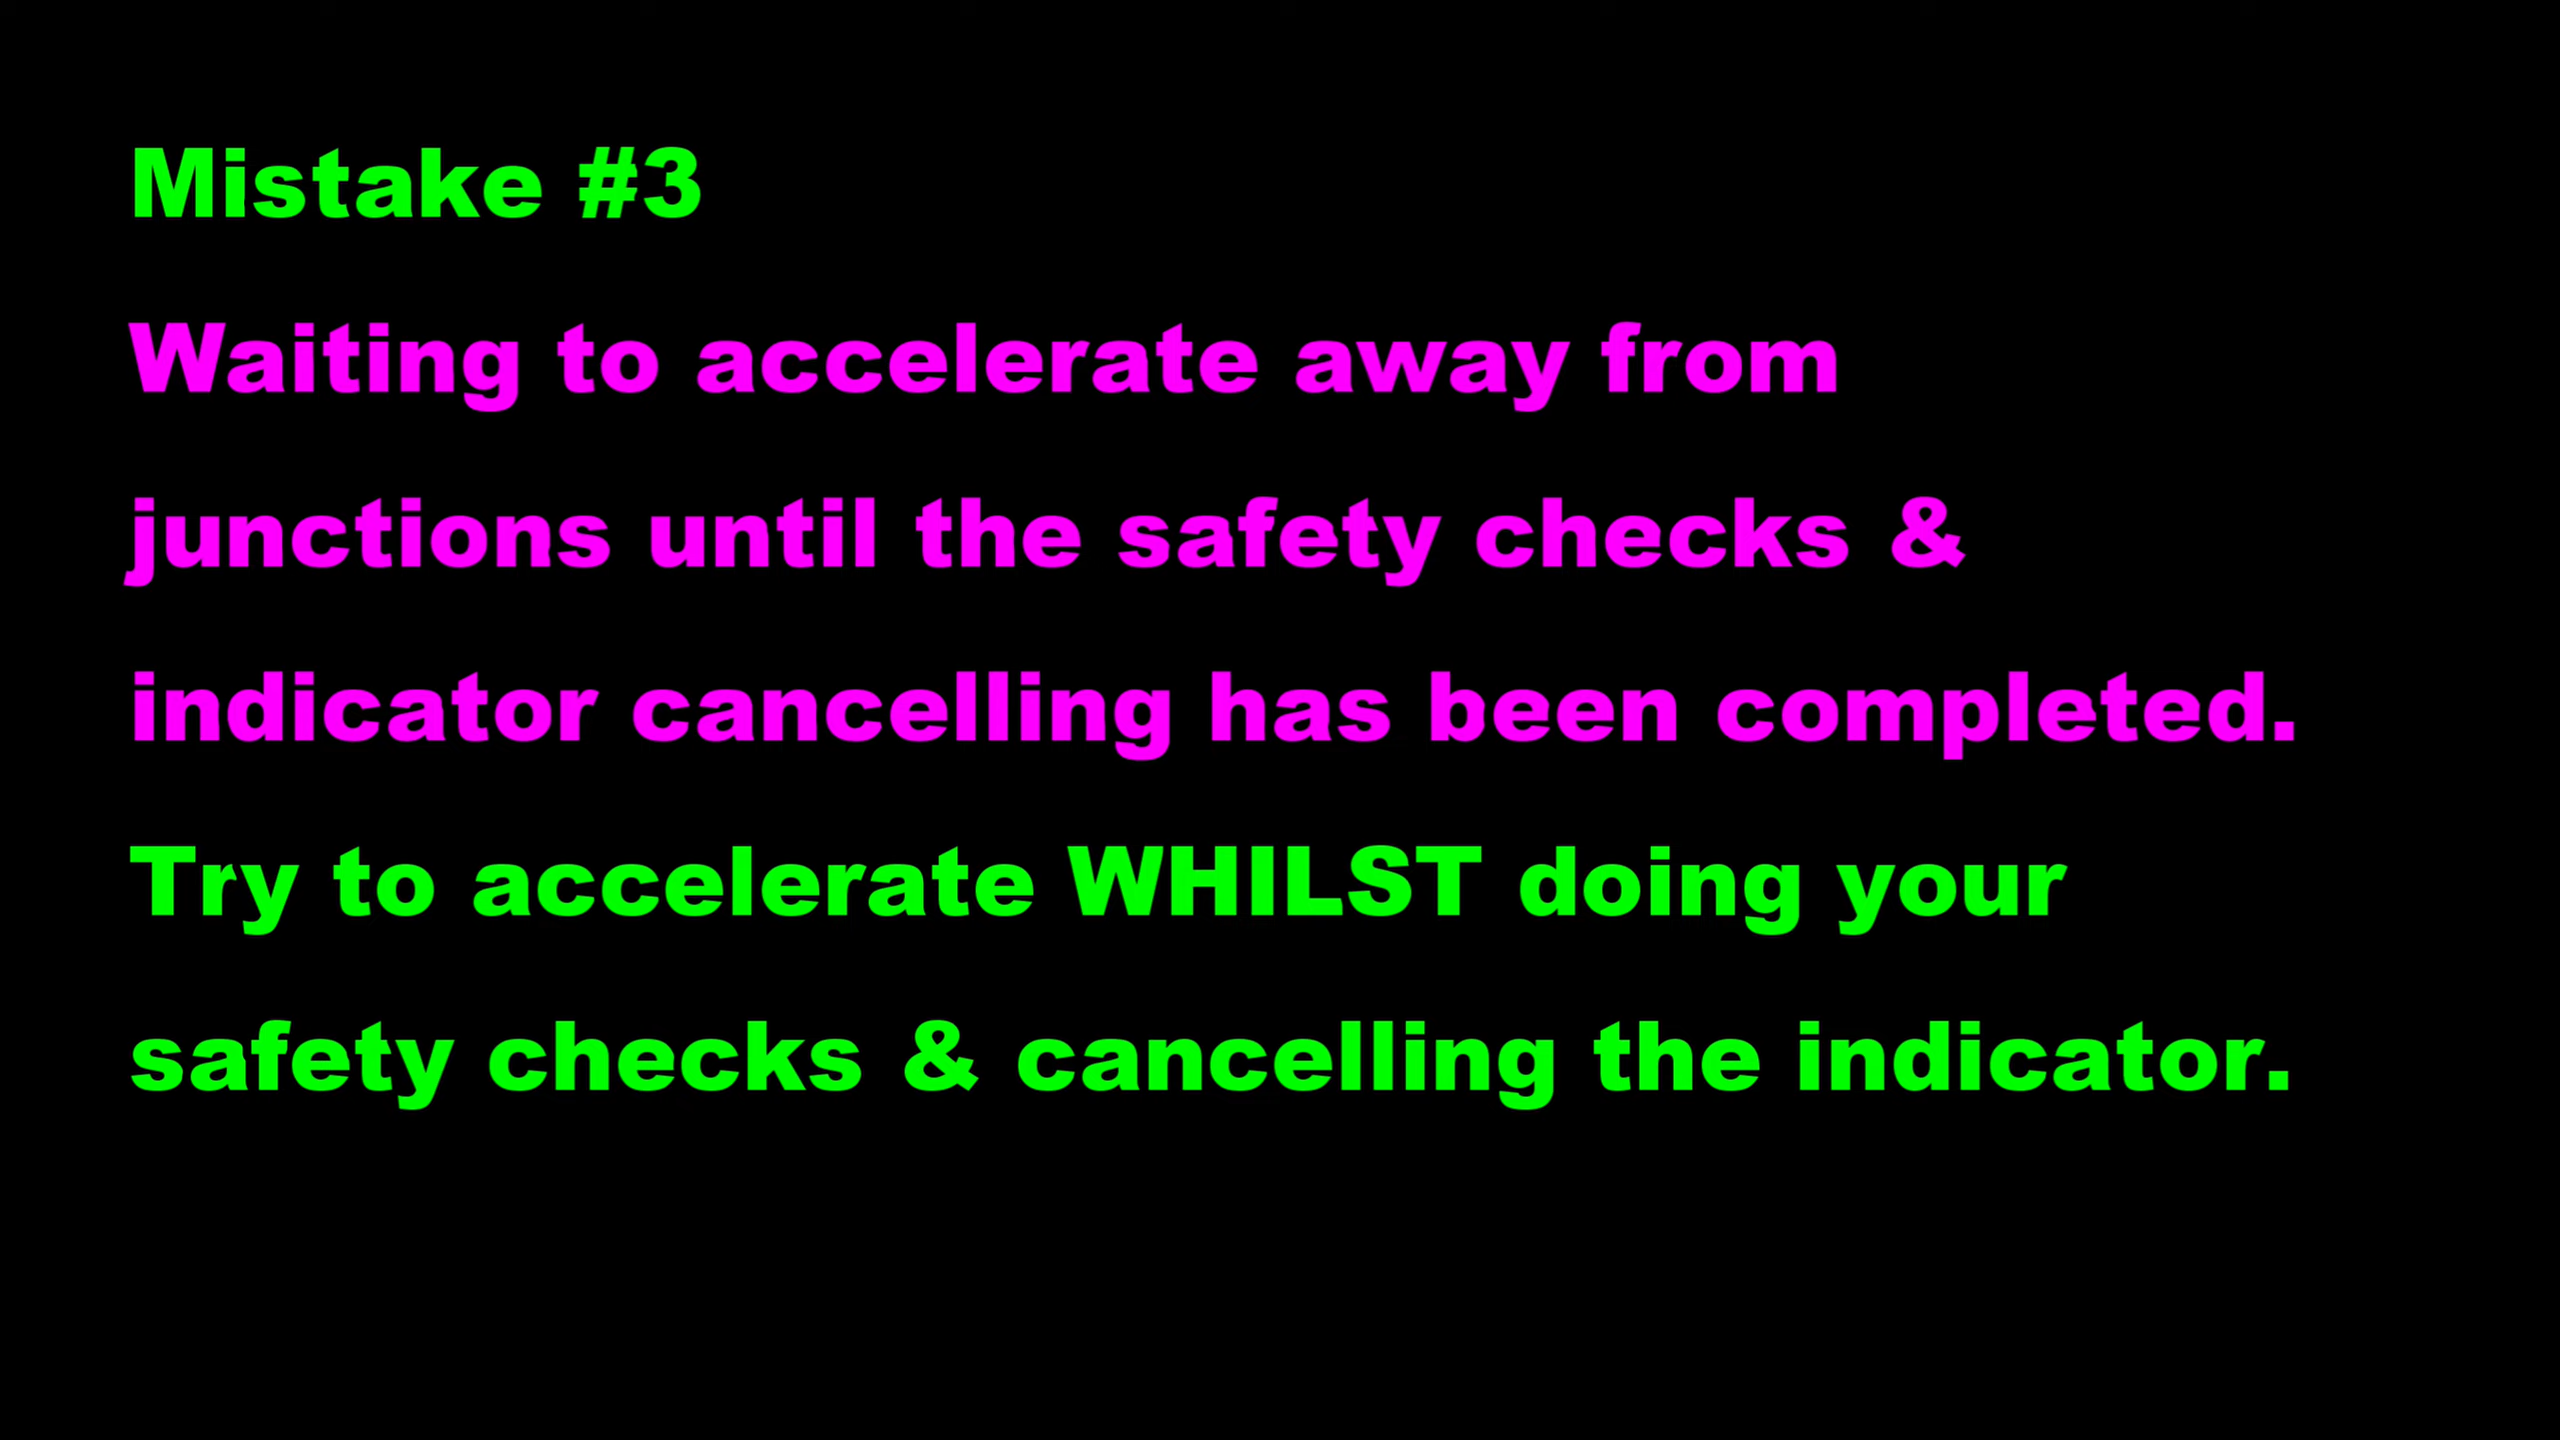 Mistake #3
Waiting to accelerate away from
junctions until the safety checks &
indicator cancelling has been completed.
Try to accelerate WHILST doing your
safety checks & cancelling the indicator.